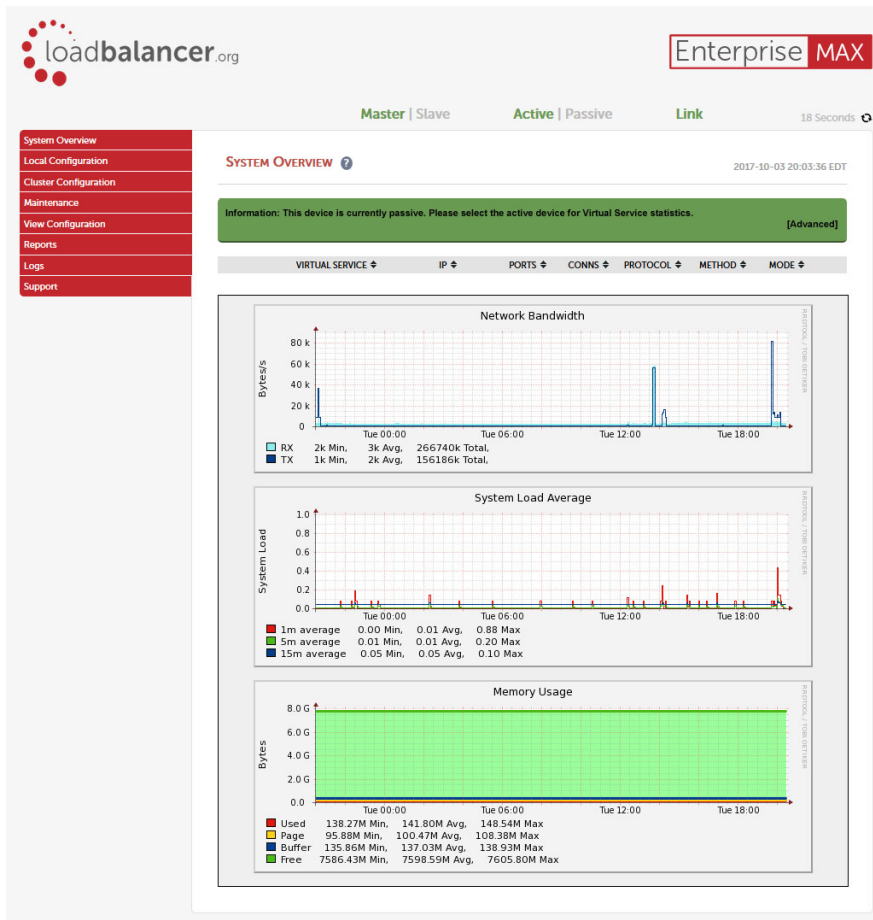 loadbalancer.org
Enterprise MAX
Master | Slave Active | Passive Link 18 Seconds
System Overview
Local Configuration
Cluster Configuration
Maintenance
View Configuration
Reports
Logs
Support
SYSTEM OVERVIEW ?
2017-10-03 20:03:36 EDT
Information: This device is currently passive. Please select the active device for Virtual Service statistics.
[Advanced]
VIRTUAL SERVICE IP PORTS CONNS PROTOCOL METHOD MODE
Network Bandwidth
RRDTOOL / TOBI OETIKER
Bytes/s
80 k
60 k
40 k
20 k
0
Tue 00:00 Tue 06:00 Tue 12:00 Tue 18:00
RX 2k Min, 3k Avg, 266740k Total,
TX 1k Min, 2k Avg, 156186k Total,
System Load Average
RRDTOOL / TOBI OETIKER
System Load
1.0
0.8
0.6
0.4
0.2
0.0
Tue 00:00 Tue 06:00 Tue 12:00 Tue 18:00
1m average 0.00 Min, 0.01 Avg, 0.88 Max
5m average 0.01 Min, 0.01 Avg, 0.20 Max
15m average 0.05 Min, 0.05 Avg, 0.10 Max
Memory Usage
RRDTOOL / TOBI OETIKER
Bytes
8.0 G
6.0 G
4.0 G
2.0 G
0.0
Tue 00:00 Tue 06:00 Tue 12:00 Tue 18:00
Used 138.27M Min, 141.80M Avg, 148.54M Max
Page 95.88M Min, 100.47M Avg, 108.38M Max
Buffer 135.86M Min, 137.03M Avg, 138.93M Max
Free 7586.43M Min, 7598.59M Avg, 7605.80M Max